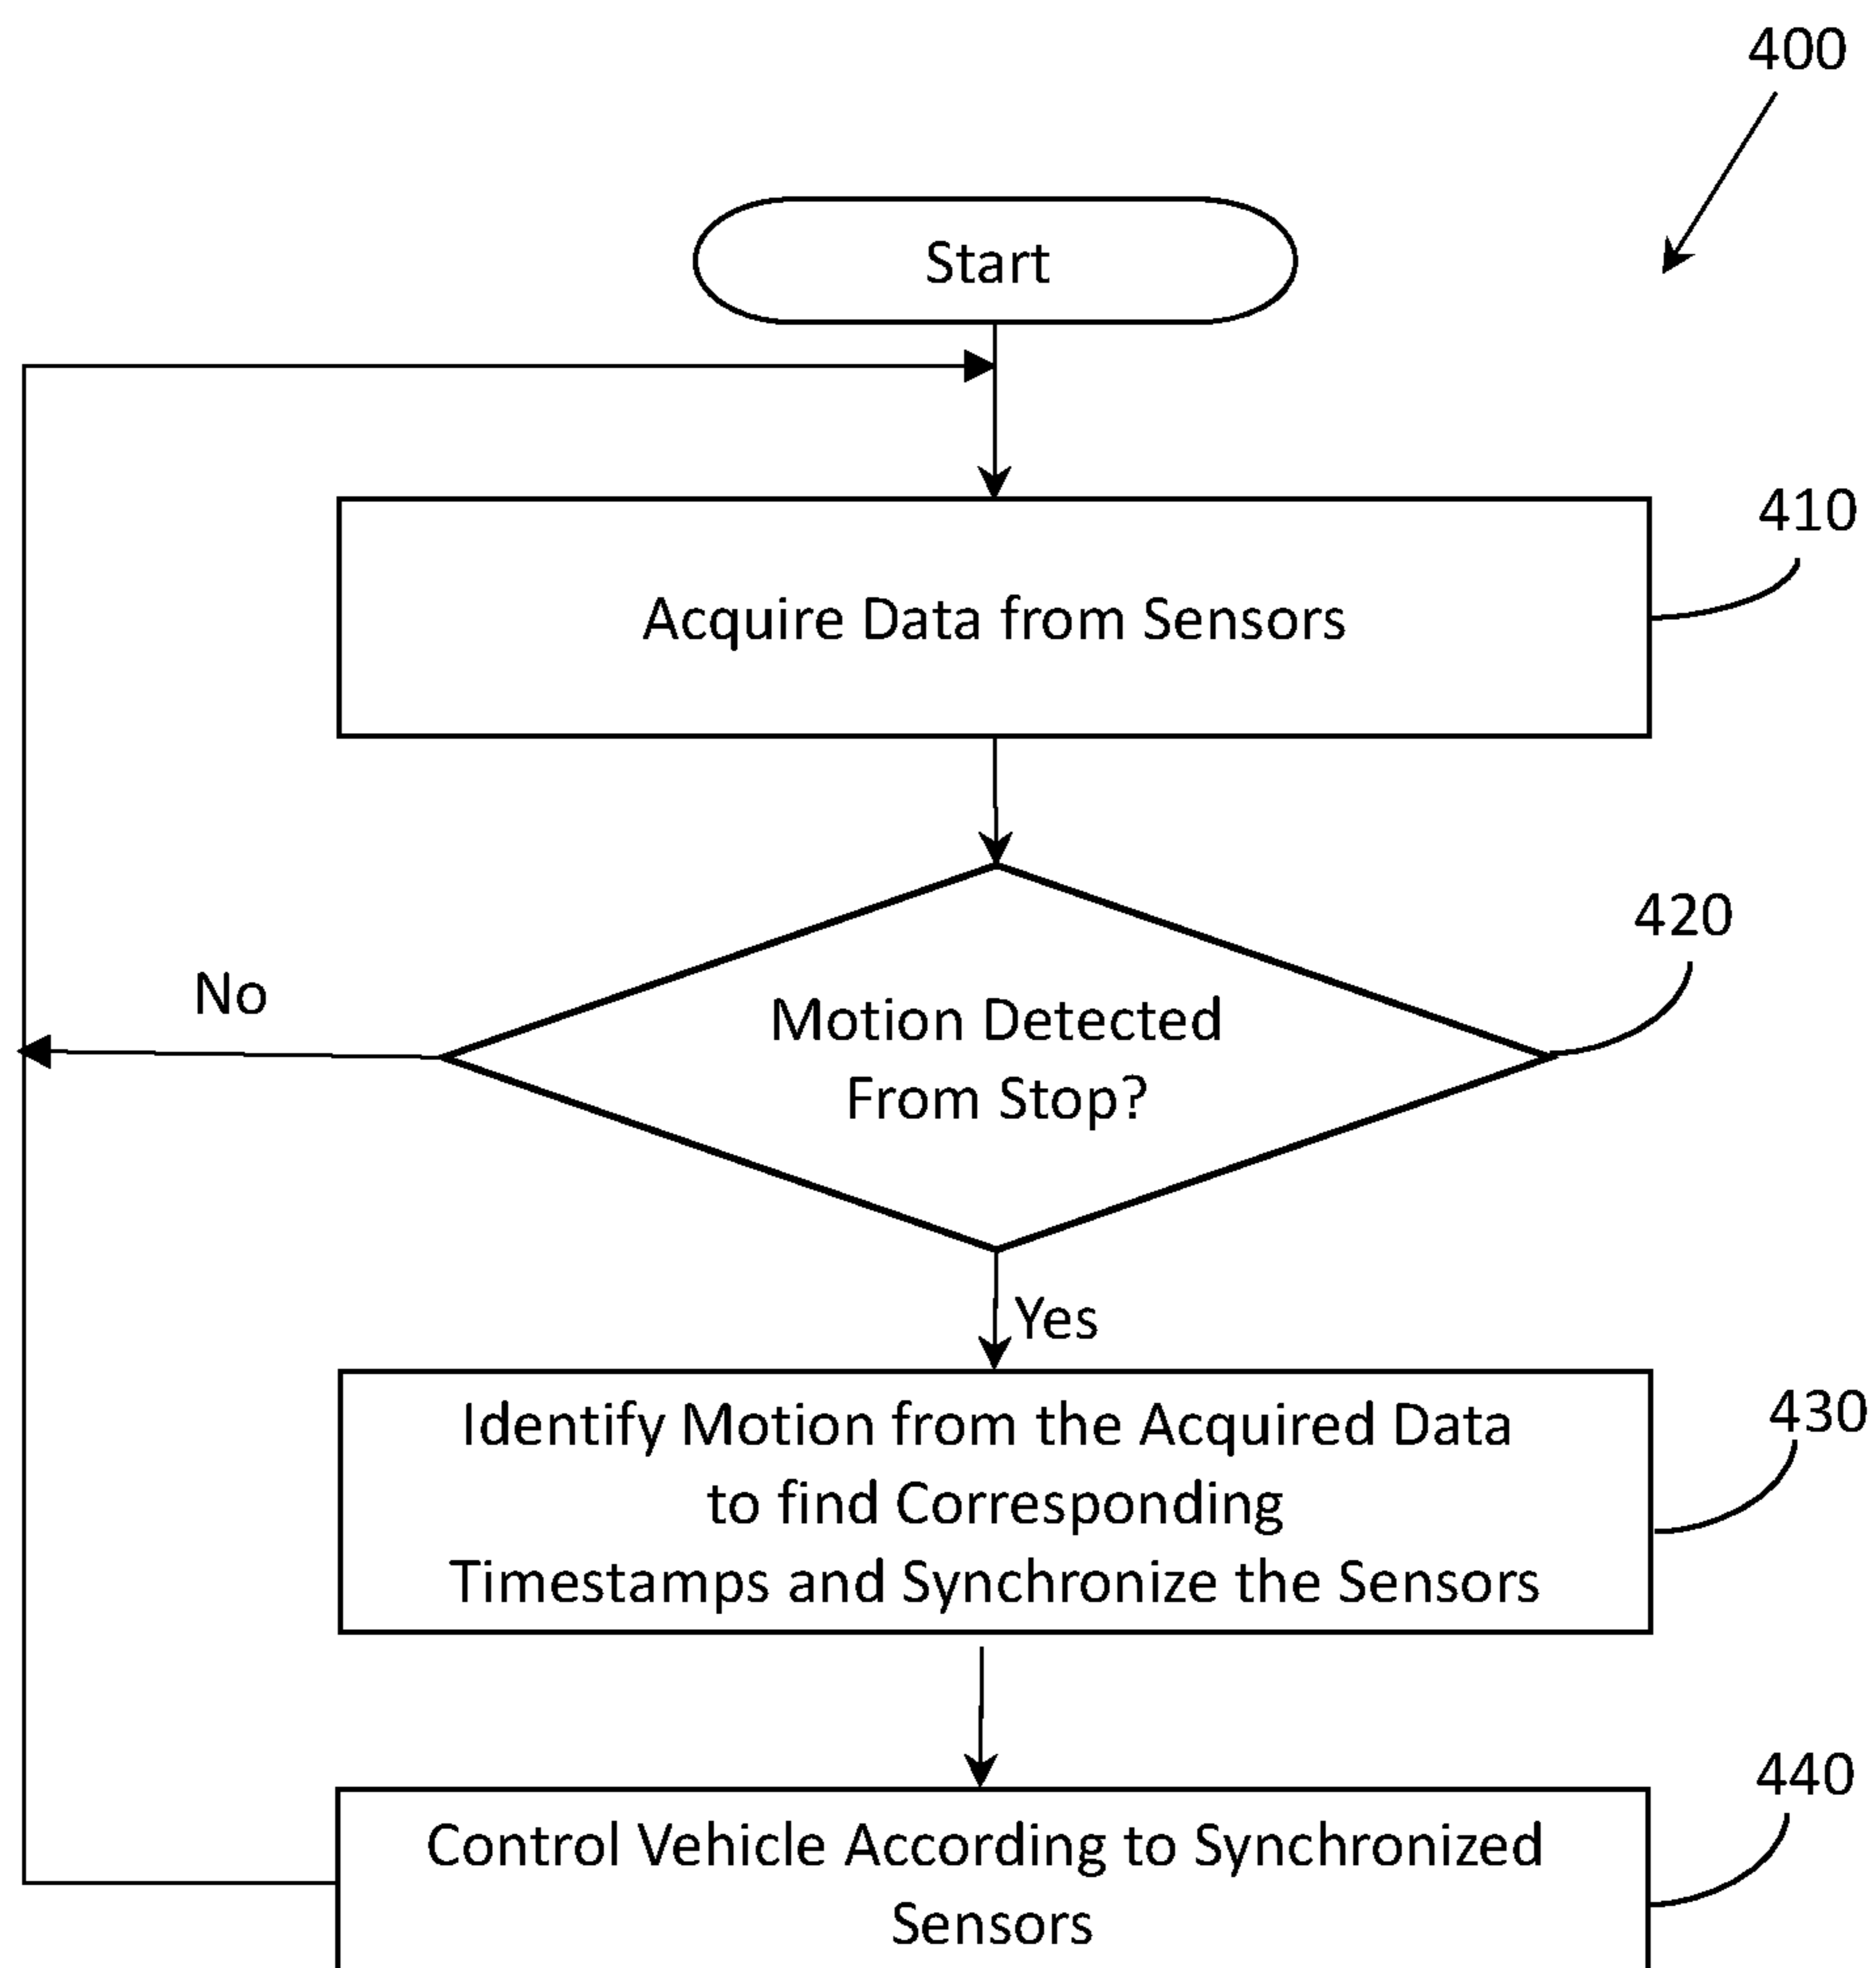 400
Start
410
Acquire Data from Sensors
420
No
Motion Detected
From Stop?
Yes
430
Identify Motion from the Acquired Data
to find Corresponding
Timestamps and Synchronize the Sensors
440
Control Vehicle According to Synchronized
Sensors